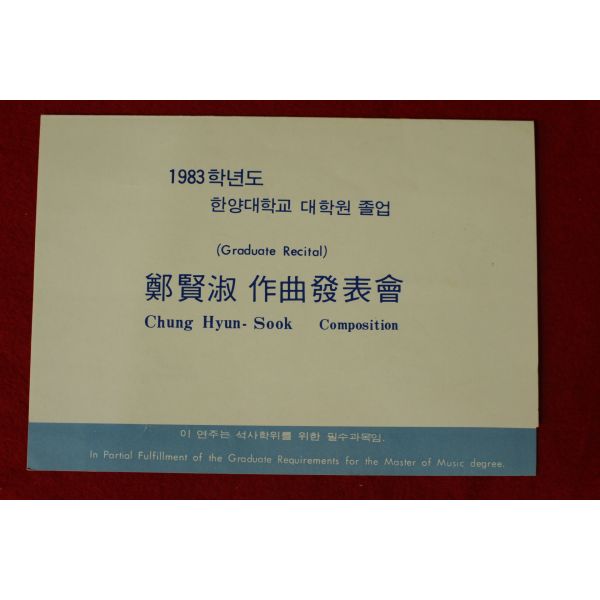 1983학년도
한양대학교 대학원 졸업
(Graduate Recital)
鄭賢淑 作曲發表會
Chung Hyun-Sook Composition
이 연주는 석사학위를 위한 필수과목임.
In Partial Fulfillment of the Graduate Requirements for the Master of Music degree.